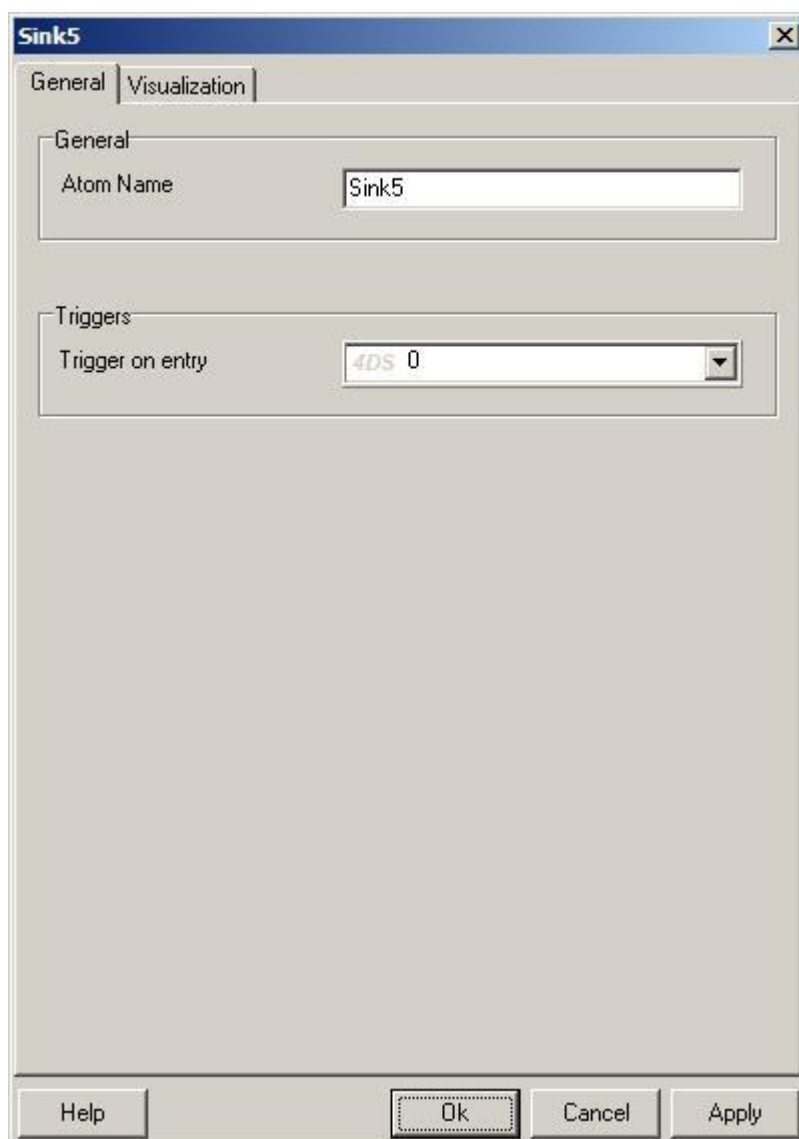 Sink5
General Visualization
General
Atom Name Sink5
Triggers
Trigger on entry 4DS 0
Help Ok Cancel Apply